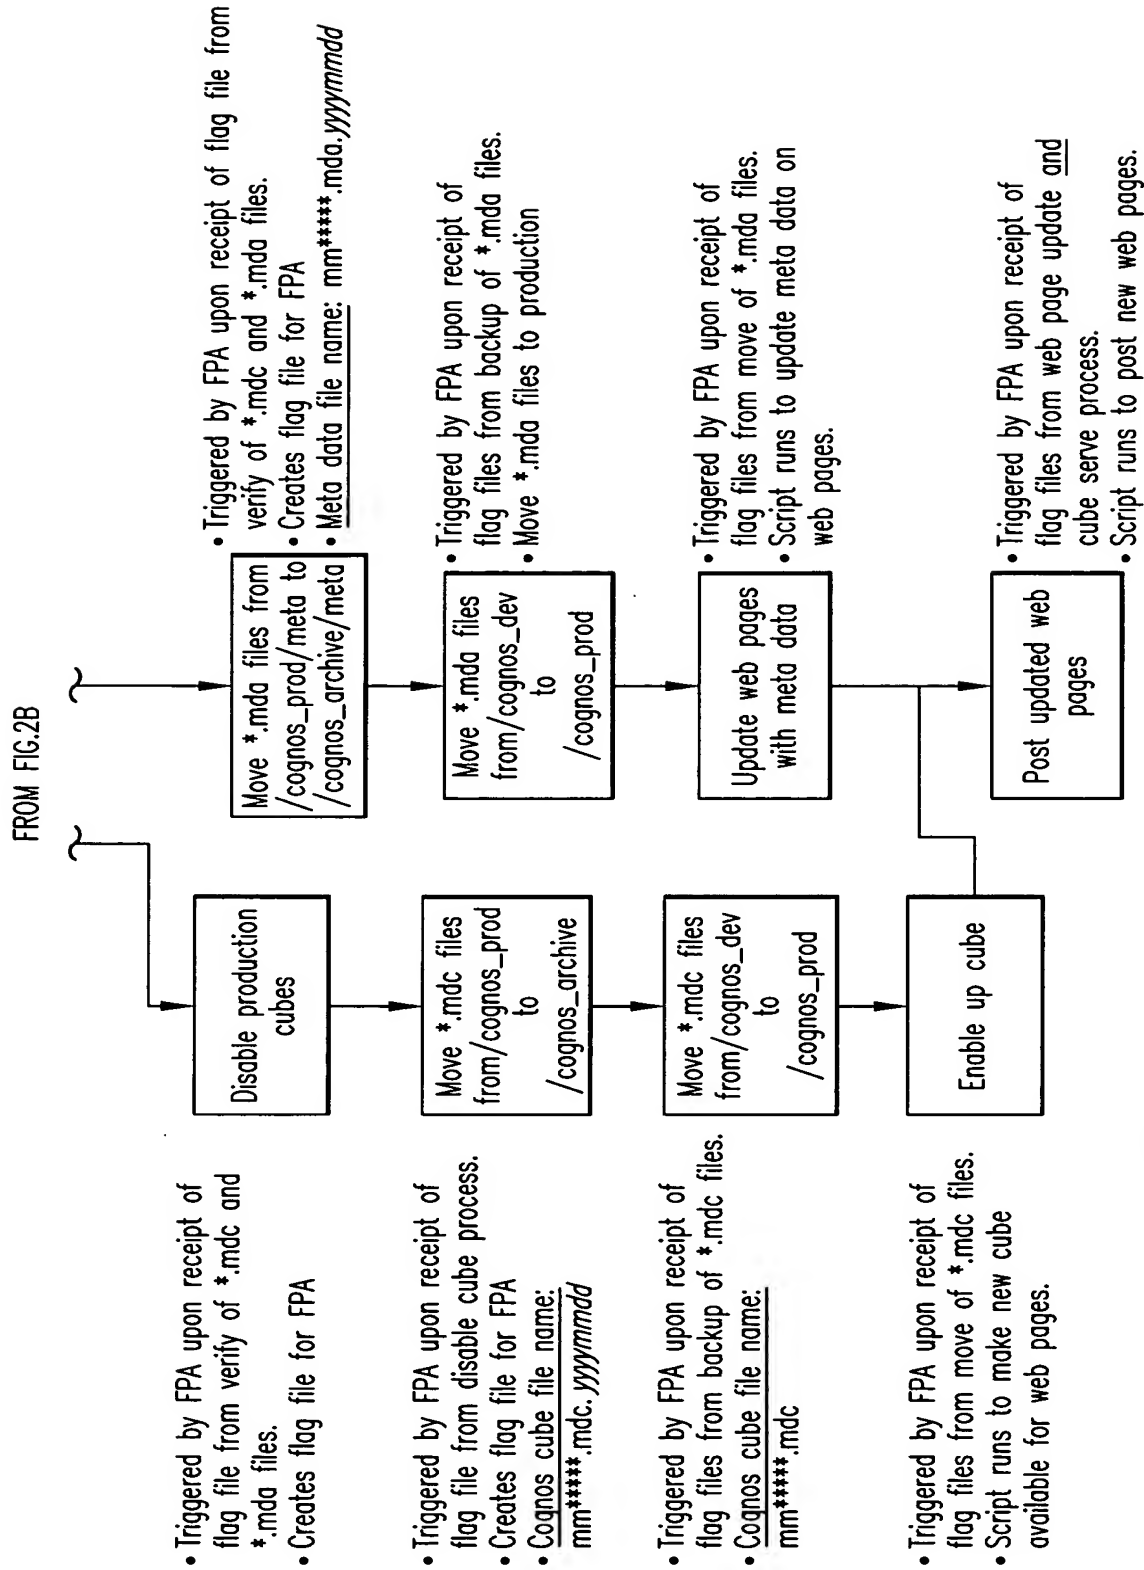 FROM FIG.2B
• Triggered by FPA upon receipt of
flag file from verify of *.mdc and
*.mda files.
• Creates flag file for FPA
Disable production
cubes
• Triggered by FPA upon receipt of
flag file from disable cube process.
• Creates flag file for FPA
• Cognos cube file name:
mm*****.mdc.yyyymmdd
Move *.mdc files
from/cognos_prod
to
/cognos_archive
• Triggered by FPA upon receipt of
flag files from backup of *.mdc files.
• Cognos cube file name:
mm*****.mdc
Move *.mdc files
from/cognos_dev
to
/cognos_prod
• Triggered by FPA upon receipt of
flag files from move of *.mdc files.
• Script runs to make new cube
available for web pages.
Enable up cube
Move *.mda files from
/cognos_prod/meta to
/cognos_archive/meta
• Triggered by FPA upon receipt of flag file from
verify of *.mdc and *.mda files.
• Creates flag file for FPA
• Meta data file name: mm*****.mda.yyyymmdd
Move *.mda files
from/cognos_dev
to
/cognos_prod
• Triggered by FPA upon receipt of
flag files from backup of *.mda files.
• Move *.mda files to production
Update web pages
with meta data
• Triggered by FPA upon receipt of
flag files from move of *.mda files.
• Script runs to update meta data on
web pages.
Post updated web
pages
• Triggered by FPA upon receipt of
flag files from web page update and
cube serve process.
• Script runs to post new web pages.